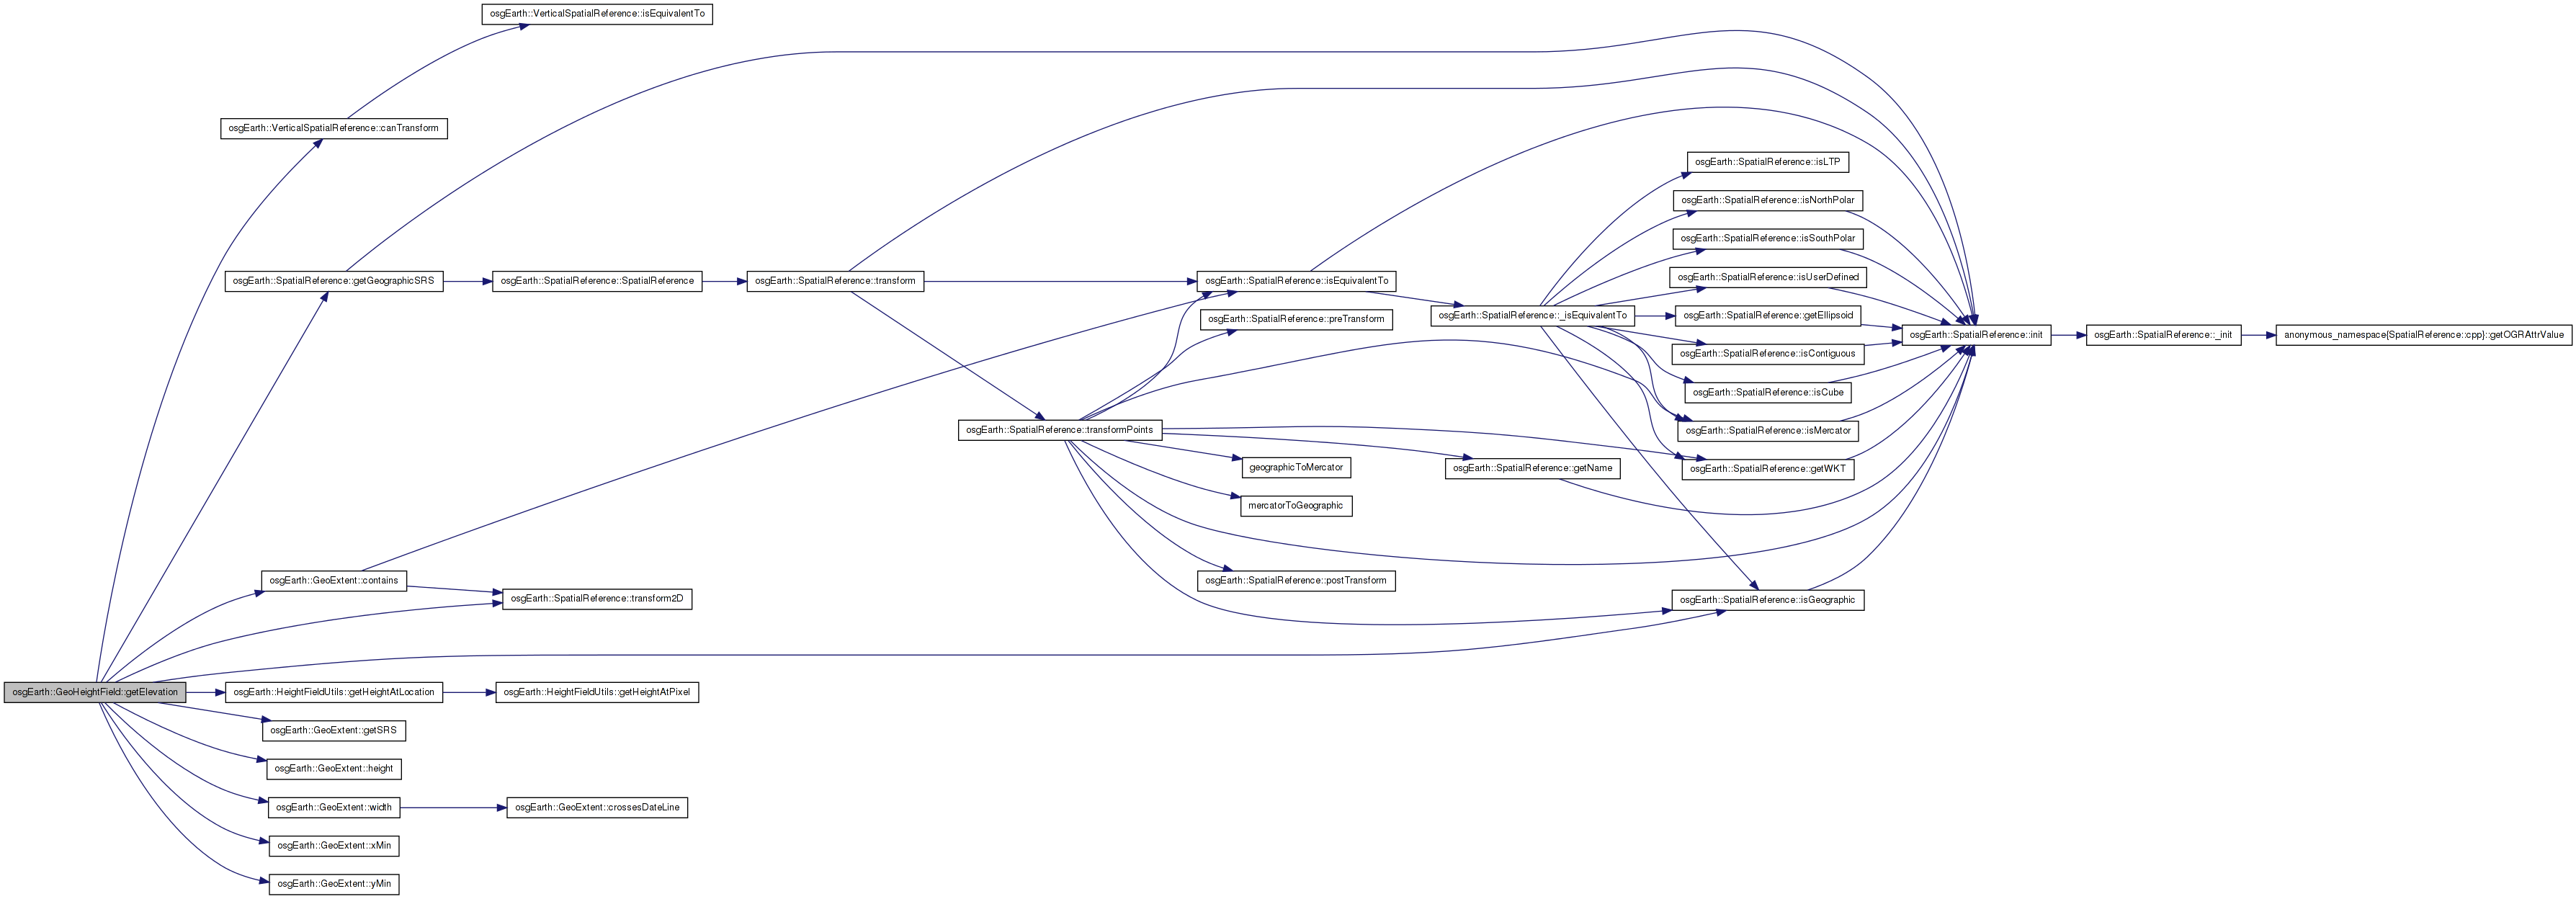 osgEarth::VerticalSpatialReference::isEquivalentTo
osgEarth::VerticalSpatialReference::canTransform
osgEarth::SpatialReference::isLTP
osgEarth::SpatialReference::isNorthPolar
osgEarth::SpatialReference::isSouthPolar
osgEarth::SpatialReference::getGeographicSRS
osgEarth::SpatialReference::SpatialReference
osgEarth::SpatialReference::transform
osgEarth::SpatialReference::isEquivalentTo
osgEarth::SpatialReference::isUserDefined
osgEarth::SpatialReference::preTransform
osgEarth::SpatialReference::_isEquivalentTo
osgEarth::SpatialReference::getEllipsoid
osgEarth::SpatialReference::init
osgEarth::SpatialReference::_init
anonymous_namespace{SpatialReference::cpp}::getOGRAttrValue
osgEarth::SpatialReference::isContiguous
osgEarth::SpatialReference::isCube
osgEarth::SpatialReference::transformPoints
osgEarth::SpatialReference::isMercator
geographicToMercator
osgEarth::SpatialReference::getName
osgEarth::SpatialReference::getWKT
mercatorToGeographic
osgEarth::GeoExtent::contains
osgEarth::SpatialReference::postTransform
osgEarth::SpatialReference::transform2D
osgEarth::SpatialReference::isGeographic
osgEarth::GeoHeightField::getElevation
osgEarth::HeightFieldUtils::getHeightAtLocation
osgEarth::HeightFieldUtils::getHeightAtPixel
osgEarth::GeoExtent::getSRS
osgEarth::GeoExtent::height
osgEarth::GeoExtent::width
osgEarth::GeoExtent::crossesDateLine
osgEarth::GeoExtent::xMin
osgEarth::GeoExtent::yMin